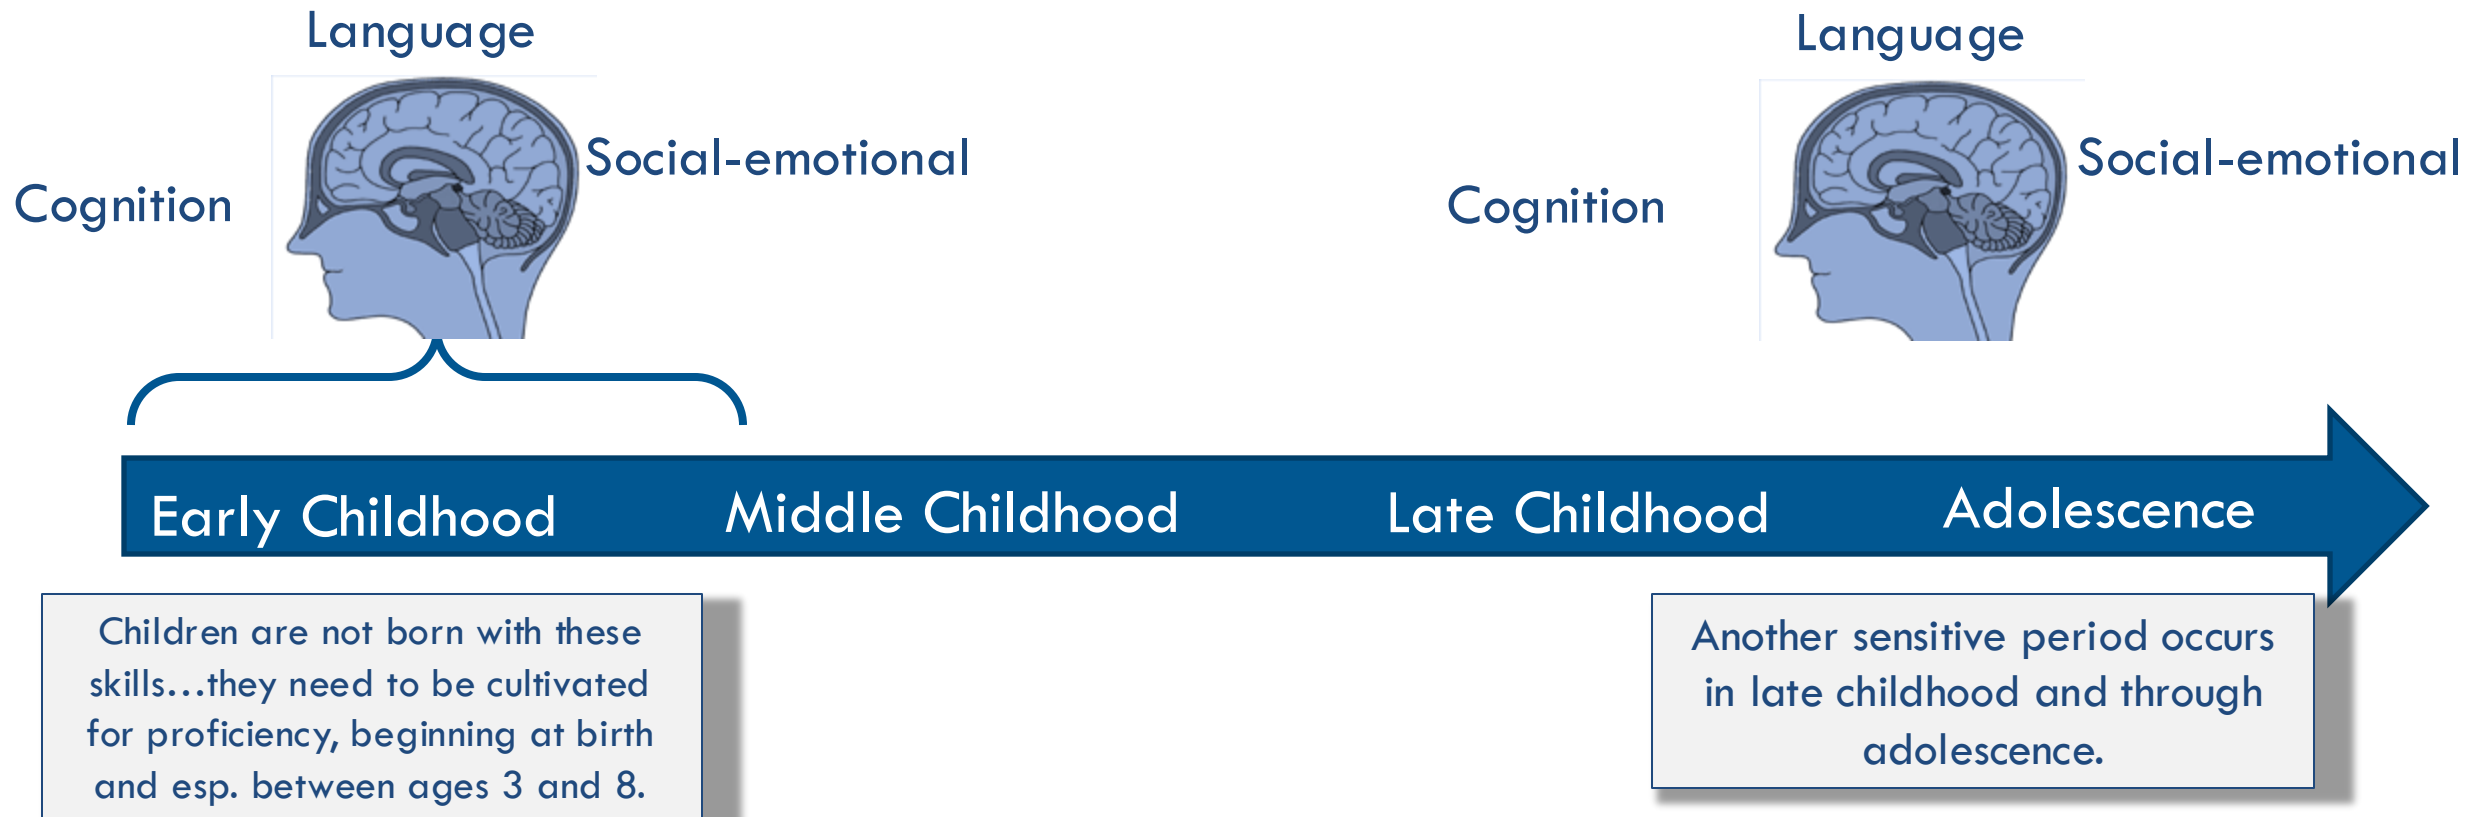 Language
Cognition
Social-emotional
Language
Cognition
Social-emotional
Early Childhood
Middle Childhood
Late Childhood
Adolescence
Children are not born with these
skills...they need to be cultivated
for proficiency, beginning at birth
and esp. between ages 3 and 8.
Another sensitive period occurs
in late childhood and through
adolescence.